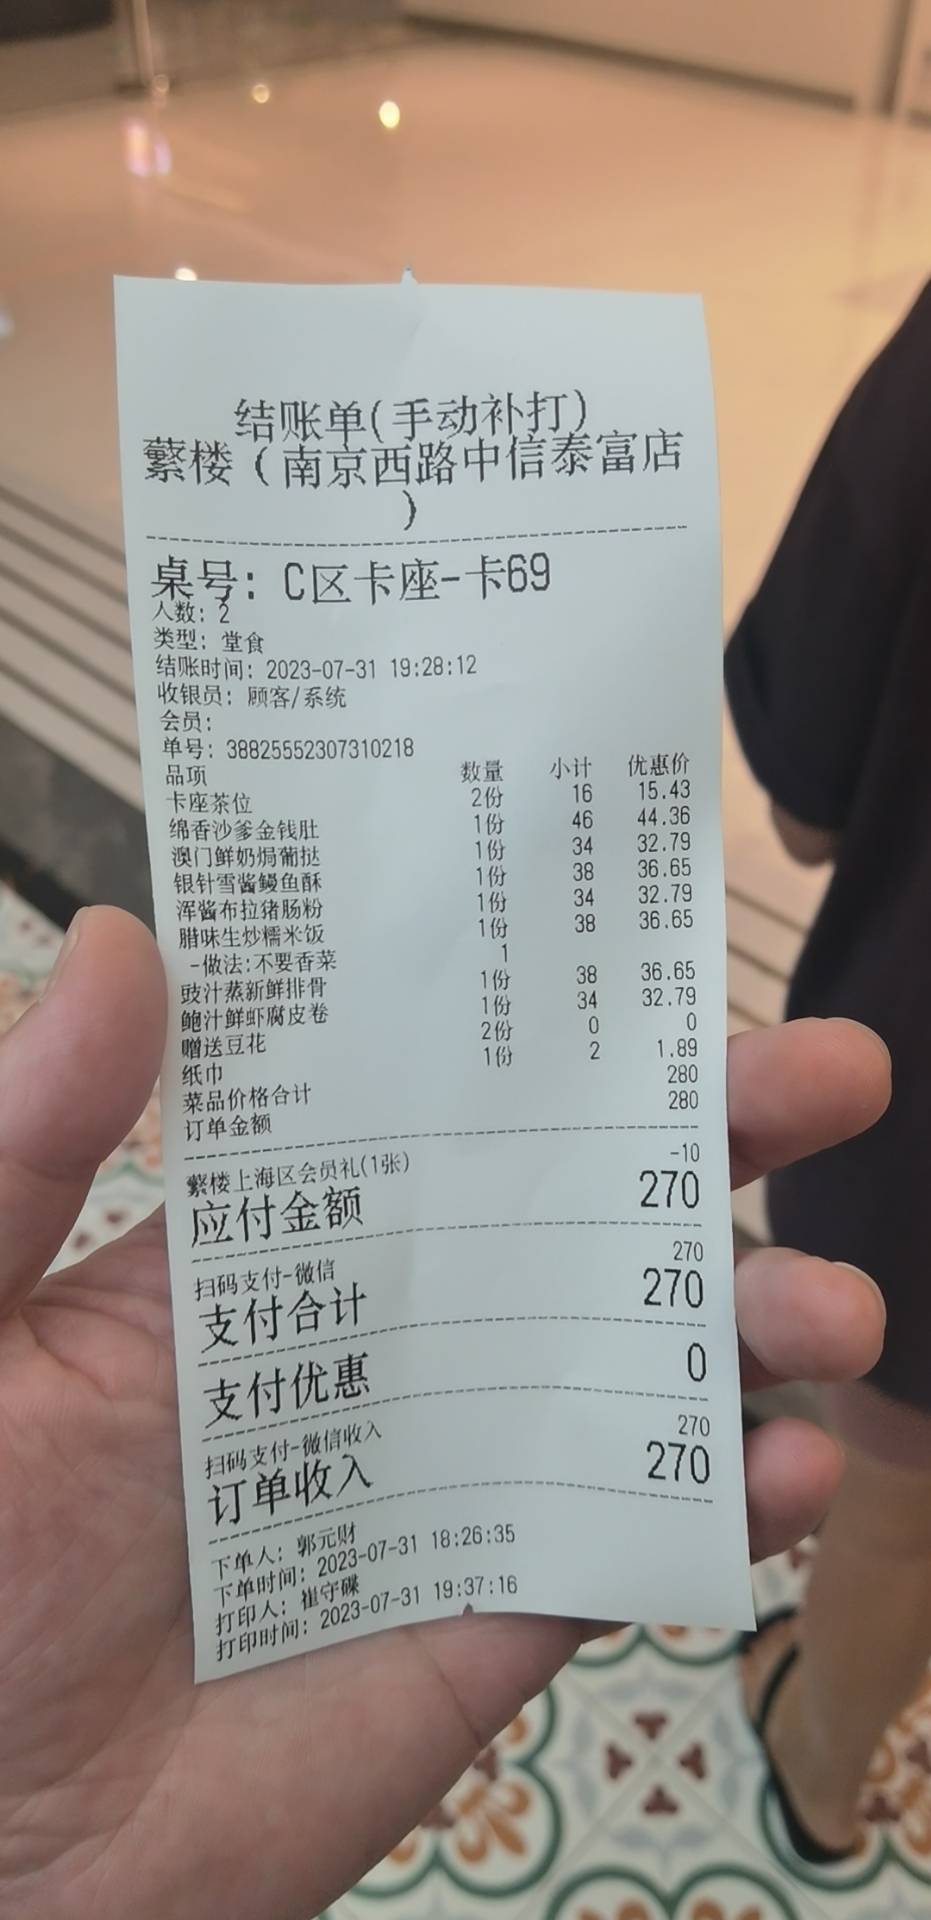 结账单(手动补打)
蘩楼（南京西路中信泰富店
）
桌号：C区卡座-卡69
人数：2
类型：堂食
结账时间：2023-07-31 19:28:12
收银员：顾客/系统
会员：
单号：38825552307310218
品项 数量 小计 优惠价
卡座茶位 2份 16 15.43
绵香沙爹金钱肚 1份 46 44.36
澳门鲜奶焗葡挞 1份 34 32.79
银针雪酱鳗鱼酥 1份 38 36.65
浑酱布拉猪肠粉 1份 34 32.79
腊味生炒糯米饭 1份 38 36.65
-做法:不要香菜 1
豉汁蒸新鲜排骨 1份 38 36.65
鲍汁鲜虾腐皮卷 1份 34 32.79
赠送豆花 2份 0 0
纸巾 1份 2 1.89
菜品价格合计 280
订单金额 280
蘩楼上海区会员礼(1张) -10
应付金额 270
扫码支付-微信 270
支付合计 270
支付优惠 0
扫码支付-微信收入 270
订单收入 270
下单人：郭元财
下单时间：2023-07-31 18:26:35
打印人：崔守碟
打印时间：2023-07-31 19:37:16